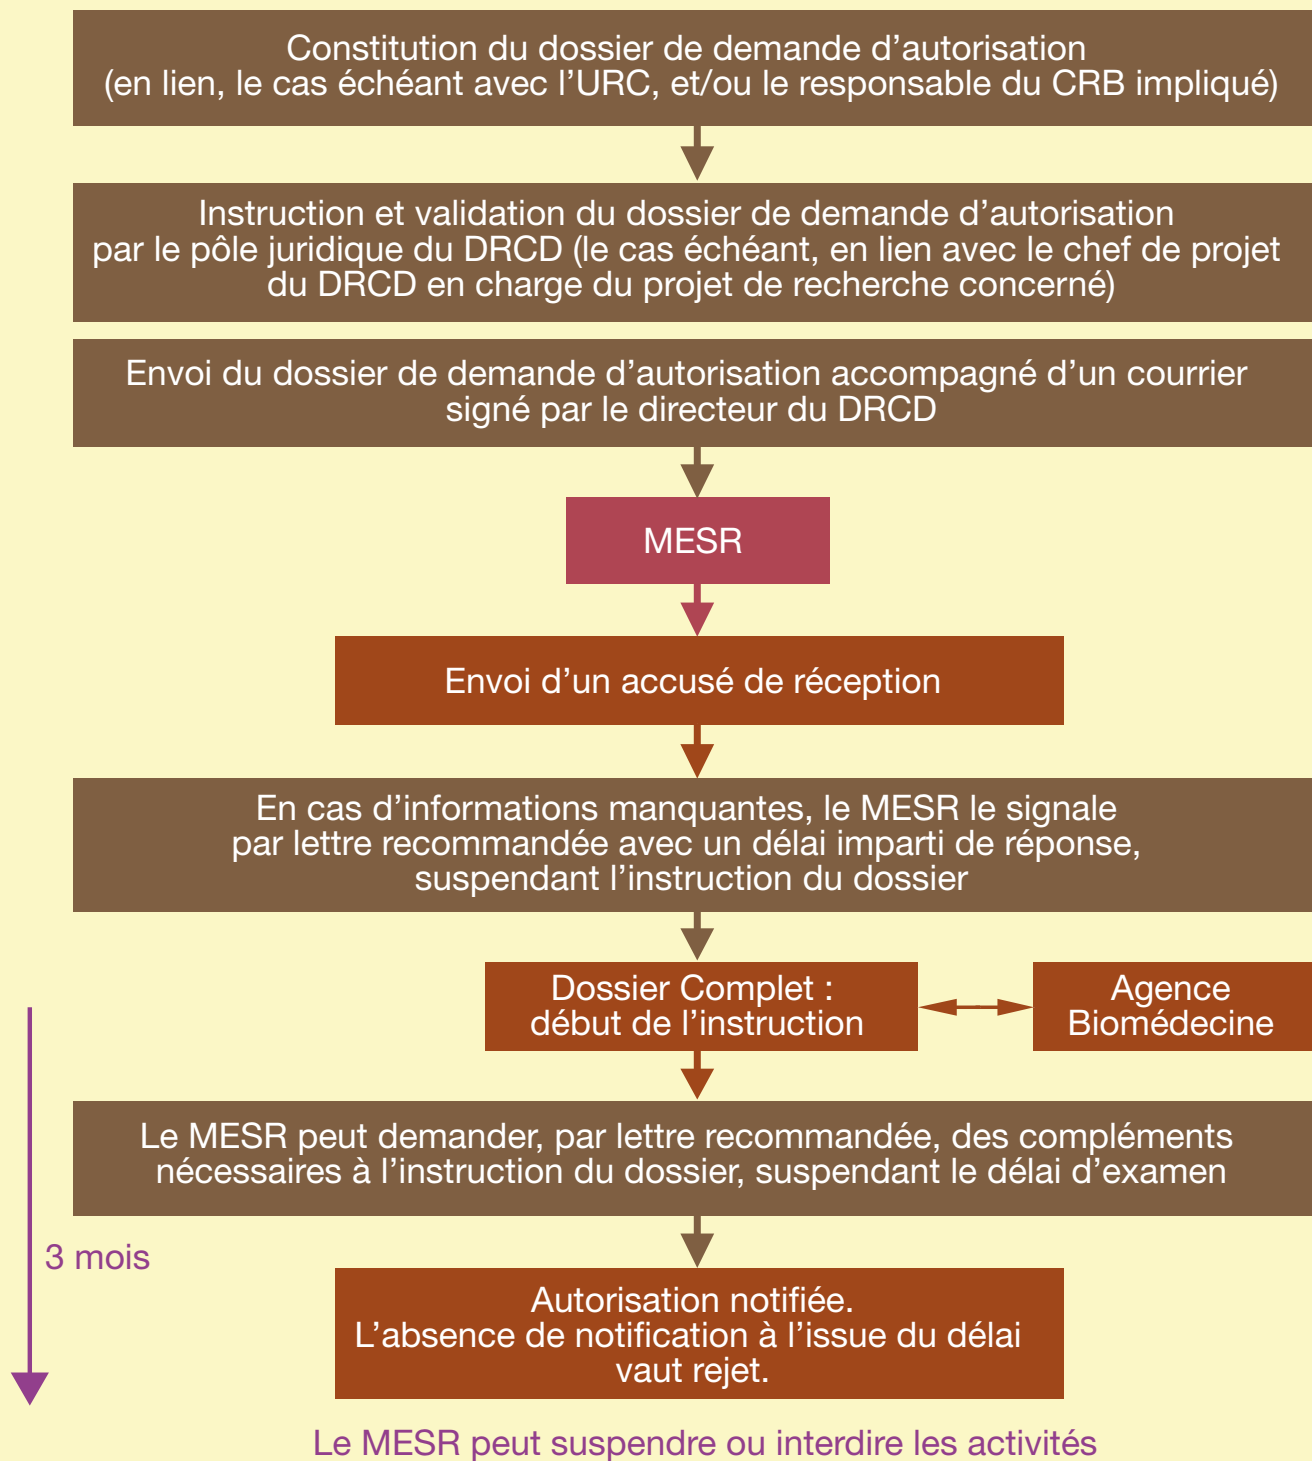 Constitution du dossier de demande d’autorisation
(en lien, le cas échéant avec l’URC, et/ou le responsable du CRB impliqué)
Instruction et validation du dossier de demande d’autorisation
par le pôle juridique du DRCD (le cas échéant, en lien avec le chef de projet
du DRCD en charge du projet de recherche concerné)
Envoi du dossier de demande d’autorisation accompagné d’un courrier
signé par le directeur du DRCD
MESR
Envoi d’un accusé de réception
En cas d’informations manquantes, le MESR le signale
par lettre recommandée avec un délai imparti de réponse,
suspendant l’instruction du dossier
Dossier Complet :
début de l’instruction
Agence
Biomédecine
Le MESR peut demander, par lettre recommandée, des compléments
nécessaires à l’instruction du dossier, suspendant le délai d’examen
3 mois
Autorisation notifiée.
L’absence de notification à l’issue du délai
vaut rejet.
Le MESR peut suspendre ou interdire les activités